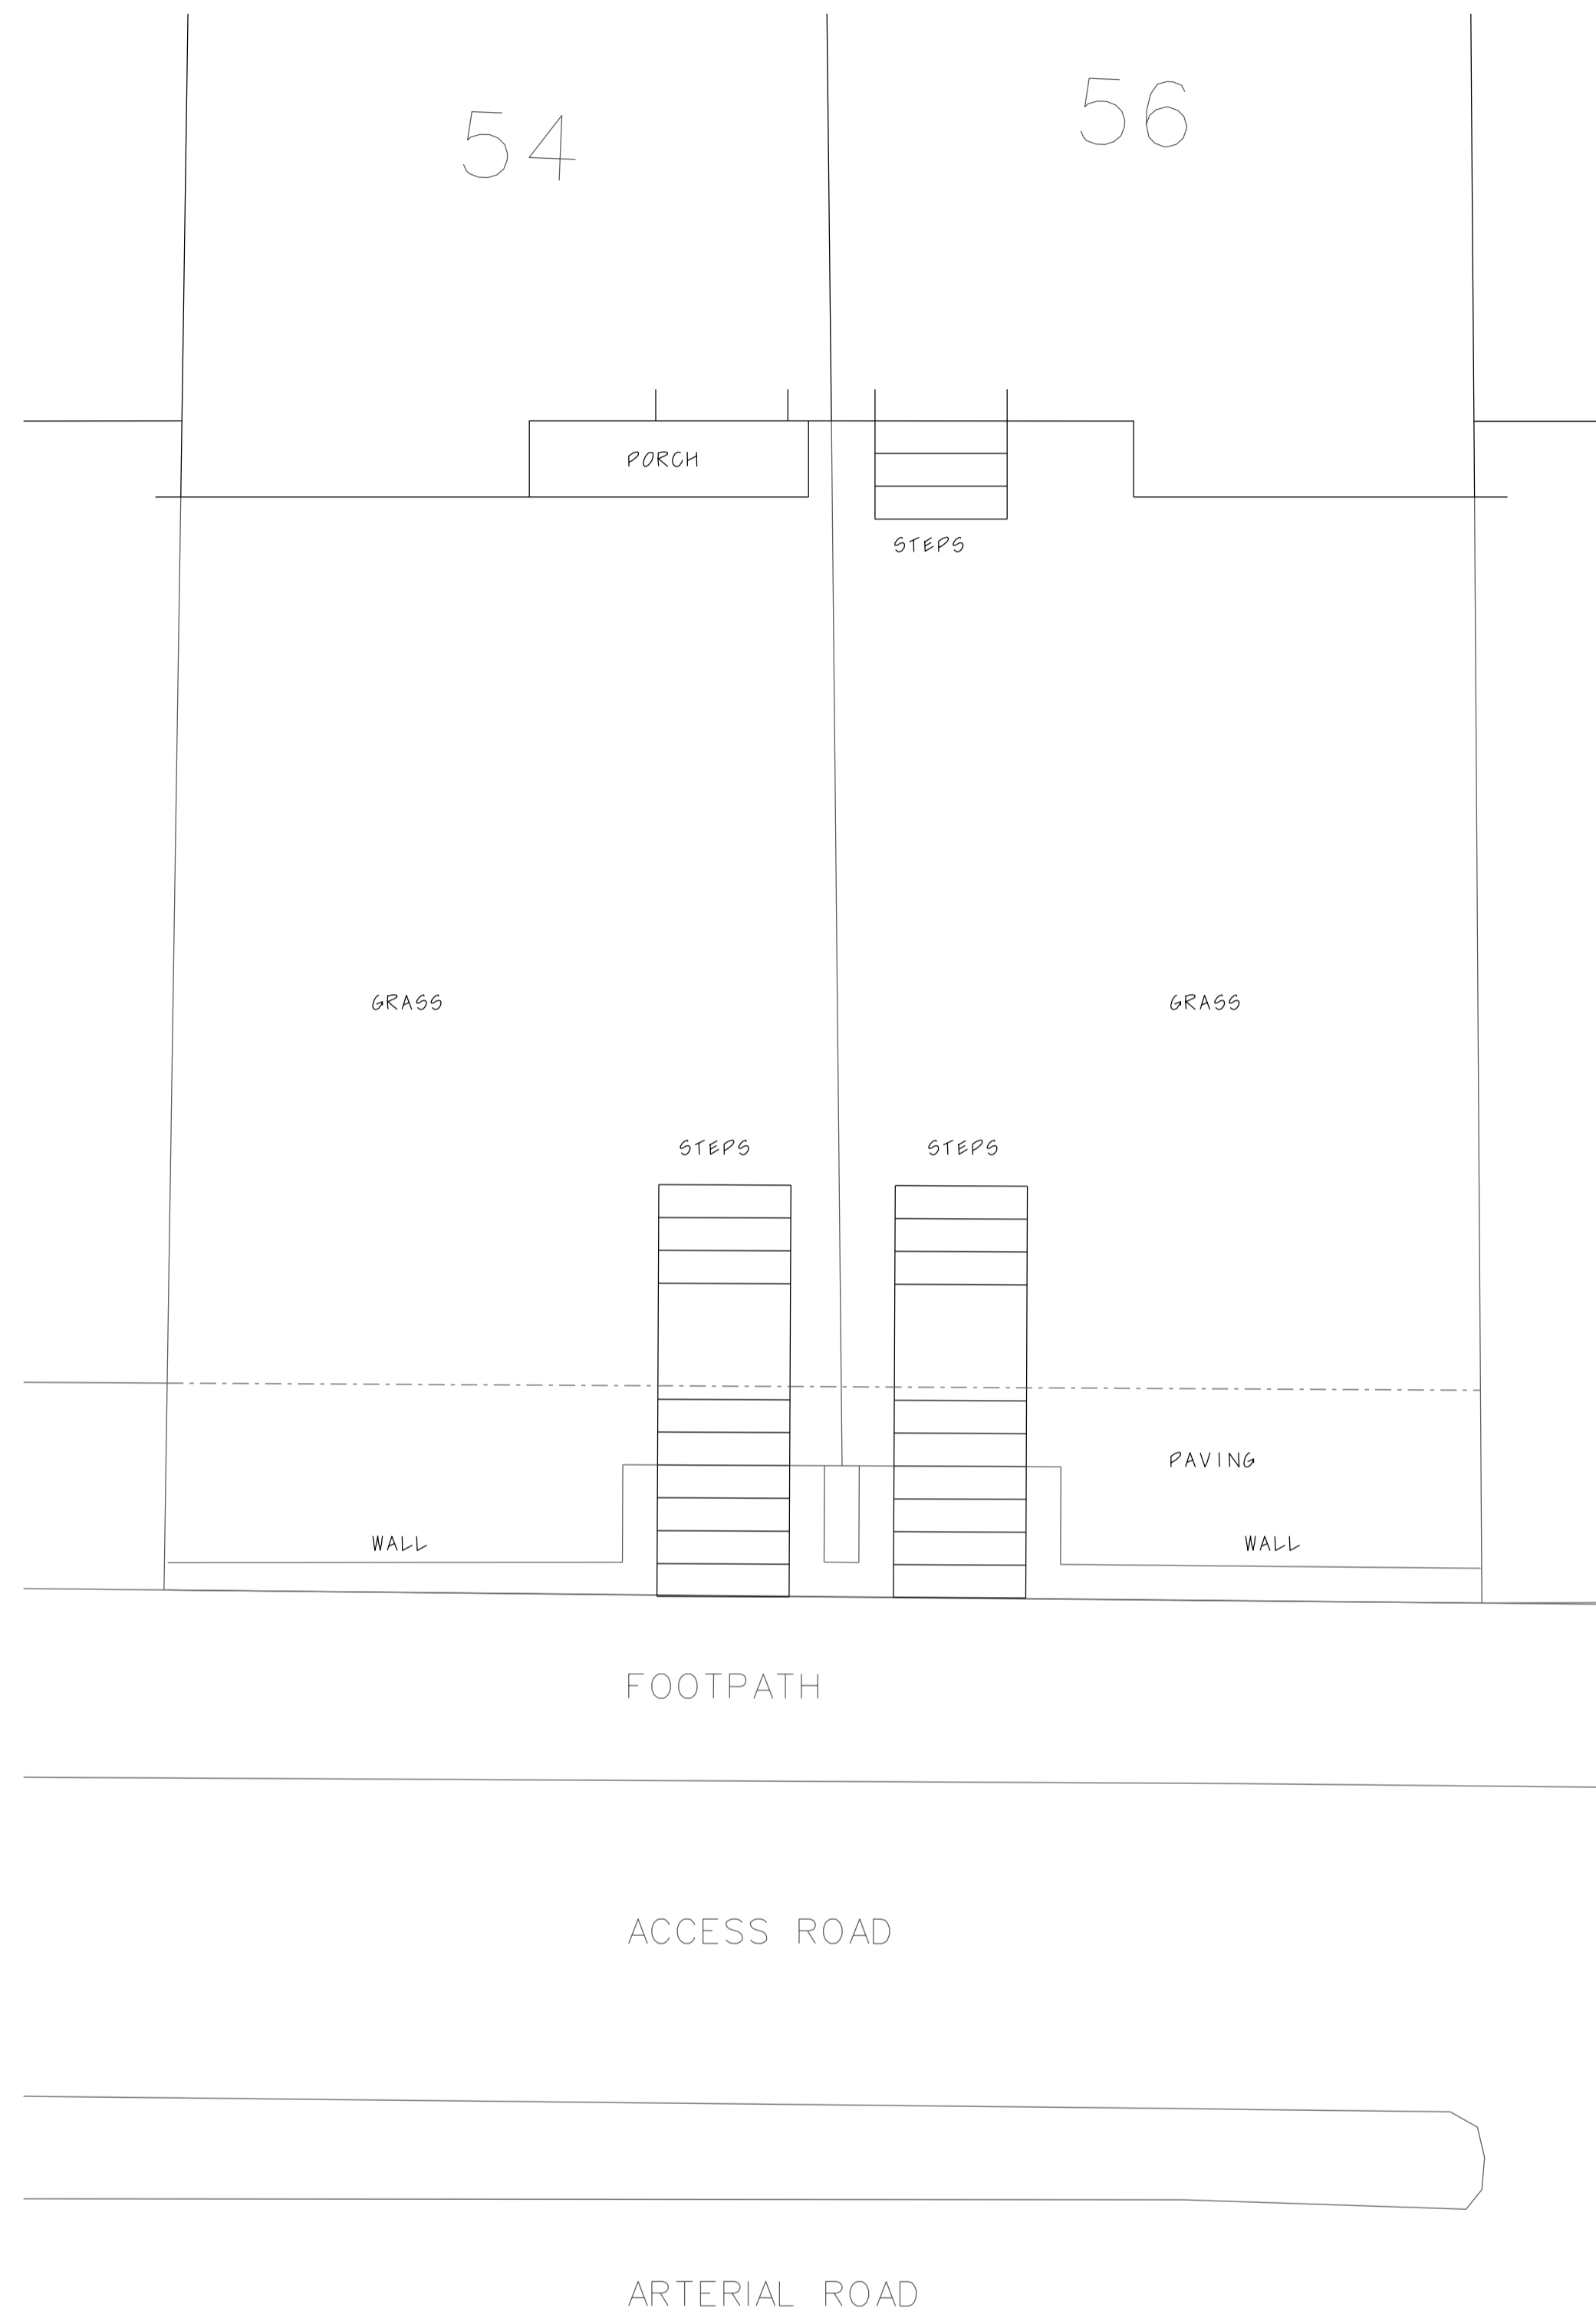 54
56
PORCH
STEPS
GRASS
GRASS
STEPS
STEPS
PAVING
WALL
WALL
FOOTPATH
ACCESS ROAD
ARTERIAL ROAD